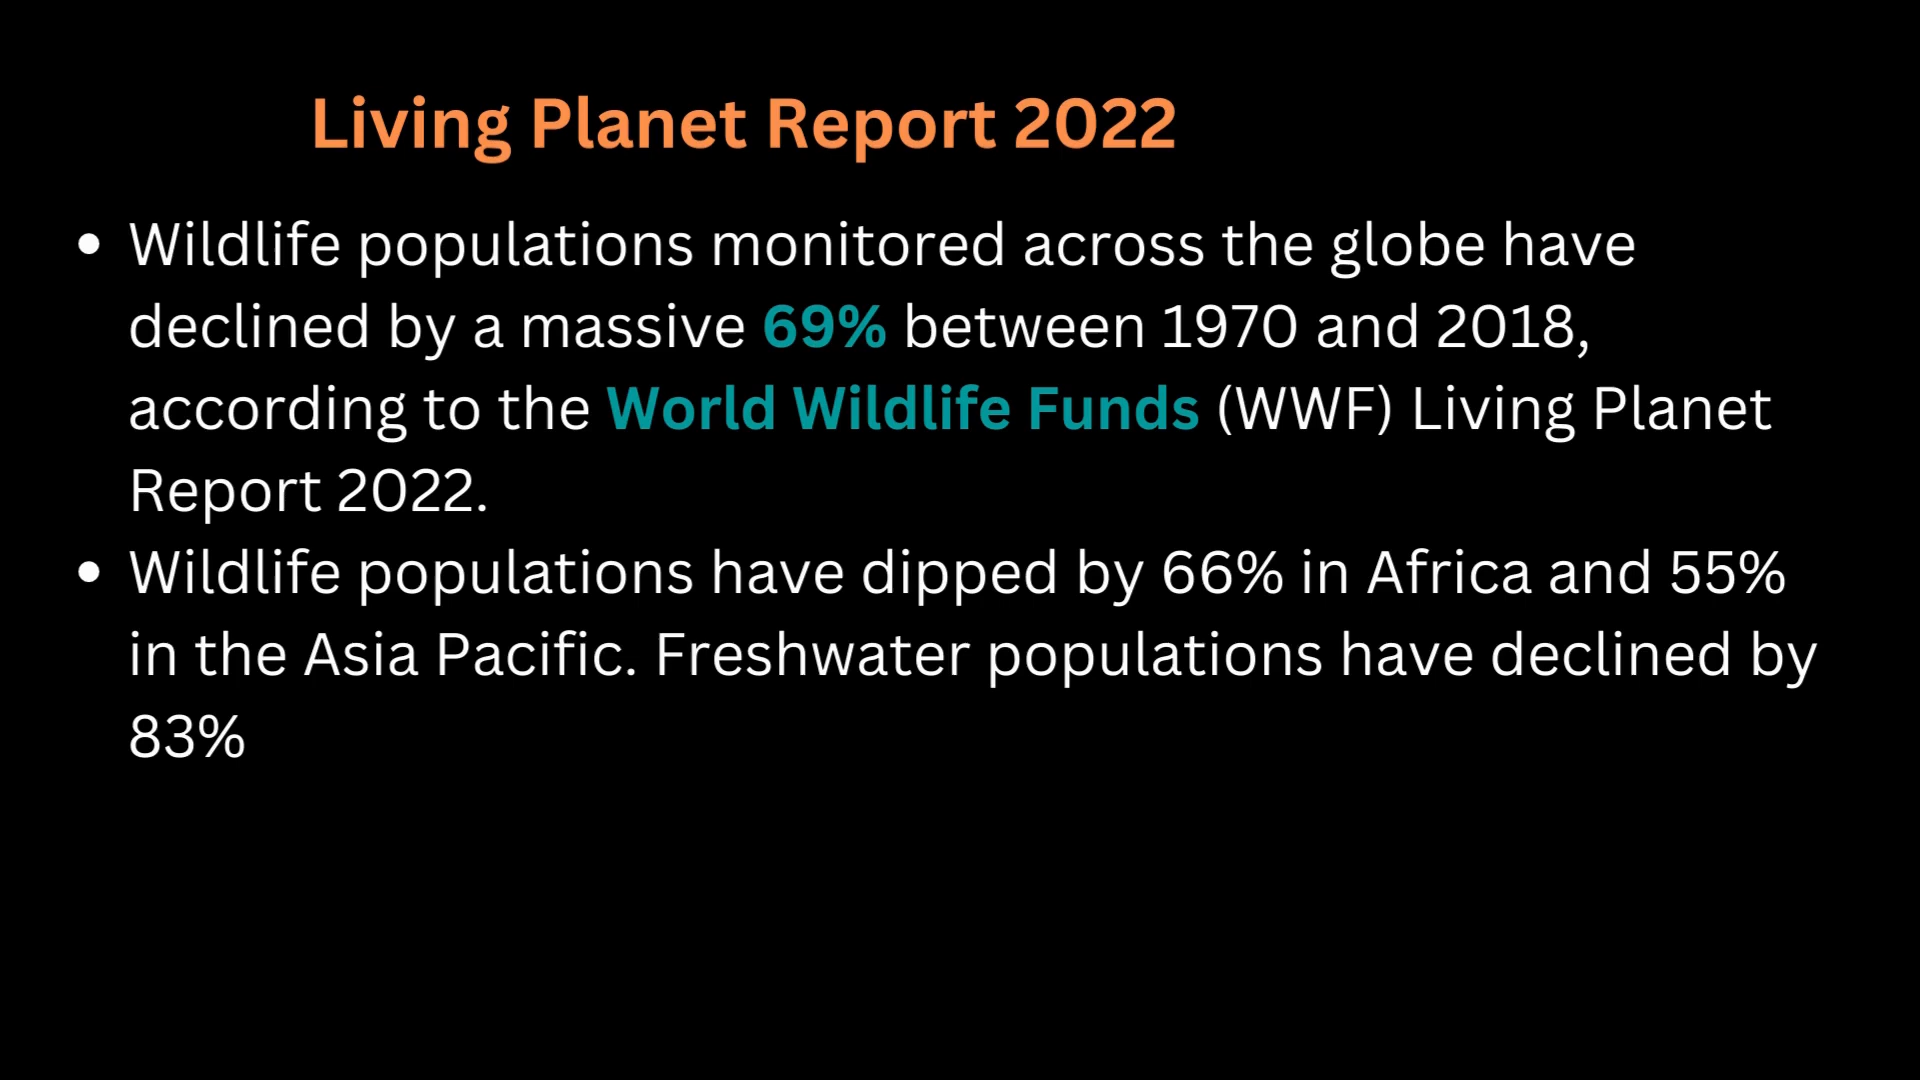 Living Planet Report 2022
• Wildlife populations monitored across the globe have
declined by a massive 69% between 1970 and 2018,
according to the World Wildlife Funds (WWF) Living Planet
Report 2022.
• Wildlife populations have dipped by 66% in Africa and 55%
in the Asia Pacific. Freshwater populations have declined by
83%